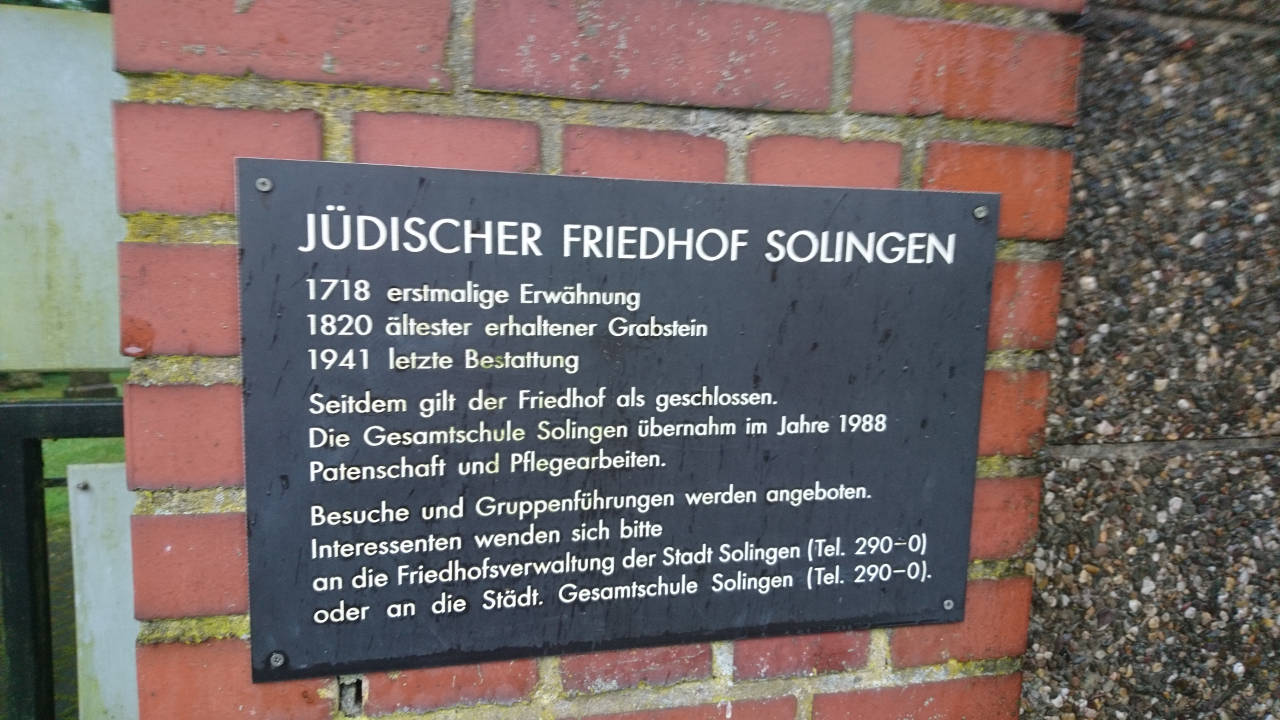 JÜDISCHER FRIEDHOF SOLINGEN
1718 erstmalige Erwähnung
1820 ältester erhaltener Grabstein
1941 letzte Bestattung
Seitdem gilt der Friedhof als geschlossen.
Die Gesamtschule Solingen übernahm im Jahre 1988
Patenschaft und Pflegearbeiten.
Besuche und Gruppenführungen werden angeboten.
Interessenten wenden sich bitte
an die Friedhofsverwaltung der Stadt Solingen (Tel. 290–0)
oder an die Städt. Gesamtschule Solingen (Tel. 290–0).